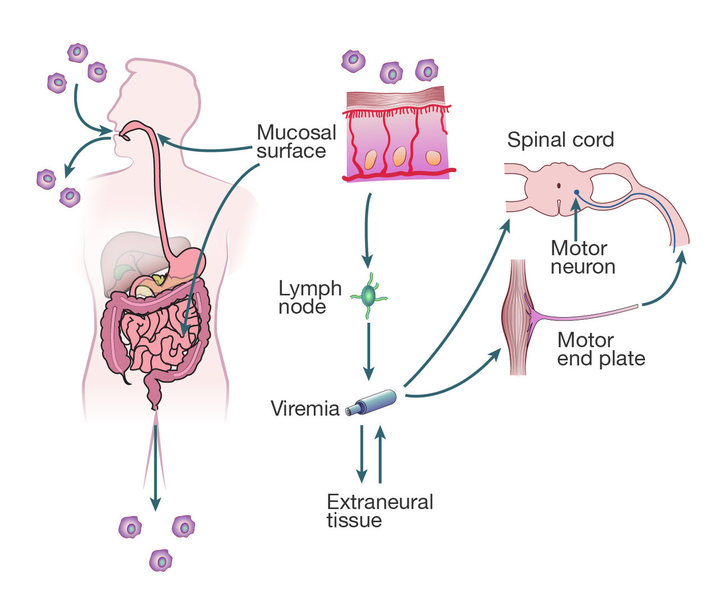 Mucosal
surface
Spinal cord
Motor
neuron
Lymph
node
Motor
end plate
Viremia
Extraneural
tissue